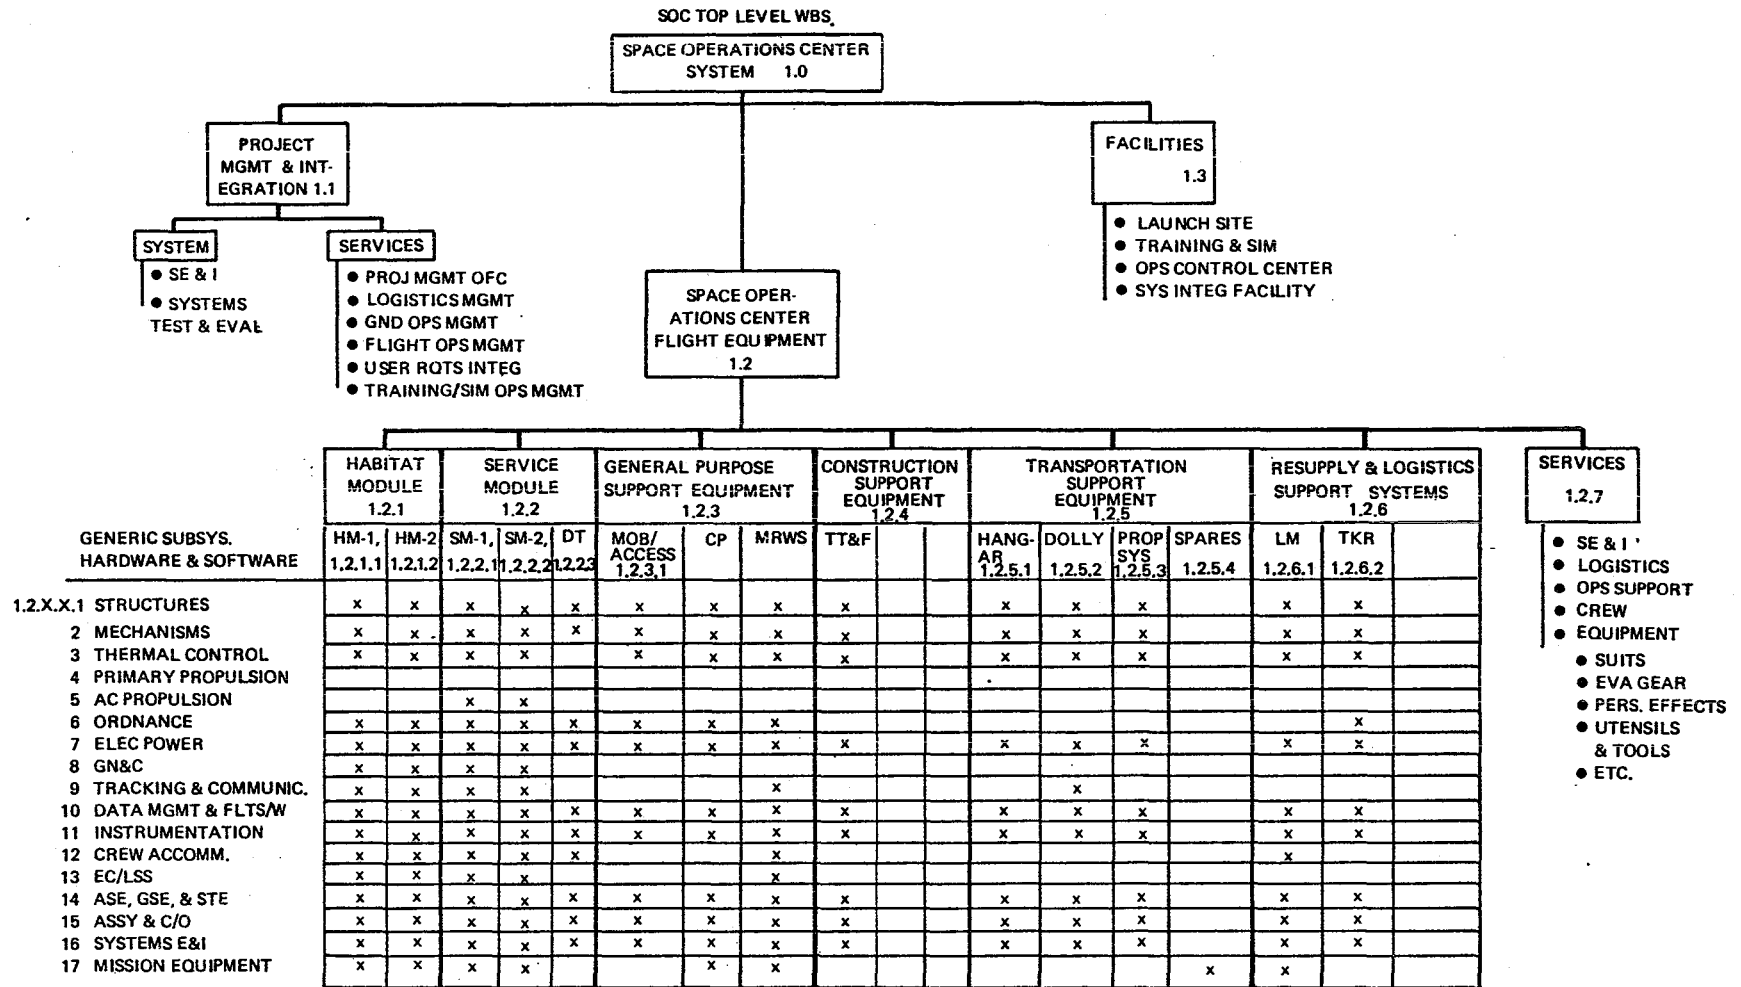 SOC TOP LEVEL WBS.
SPACE OPERATIONS CENTER
SYSTEM 1.0
PROJECT
MGMT & INT-
EGRATION 1.1
FACILITIES
1.3
SYSTEM
● SE & I
● SYSTEMS
TEST & EVAL
SERVICES
● PROJ MGMT OFC
● LOGISTICS MGMT
● GND OPS MGMT
● FLIGHT OPS MGMT
● USER RQTS INTEG
● TRAINING/SIM OPS MGMT
SPACE OPER-
ATIONS CENTER
FLIGHT EQUIPMENT
1.2
● LAUNCH SITE
● TRAINING & SIM
● OPS CONTROL CENTER
● SYS INTEG FACILITY
HABITAT
MODULE
1.2.1
SERVICE
MODULE
1.2.2
GENERAL PURPOSE
SUPPORT EQUIPMENT
1.2.3
CONSTRUCTION
SUPPORT
EQUIPMENT
1.2.4
TRANSPORTATION
SUPPORT
EQUIPMENT
1.2.5
RESUPPLY & LOGISTICS
SUPPORT SYSTEMS
1.2.6
SERVICES
1.2.7
GENERIC SUBSYS.
HARDWARE & SOFTWARE
HM-1,
1.2.1.1
HM-2
1.2.1.2
SM-1,
1.2.2.1
SM-2,
1.2.2.2
DT
1.2.2.3
MOB/
ACCESS
1.2.3.1
CP
MRWS
TT&F
HANG-
AR
1.2.5.1
DOLLY
1.2.5.2
PROP
SYS
1.2.5.3
SPARES
1.2.5.4
LM
1.2.6.1
TKR
1.2.6.2
1.2.X.X.1 STRUCTURES x x x x x x x x x x x x x x
2 MECHANISMS x x x x x x x x x x x x x x
3 THERMAL CONTROL x x x x x x x x x x x x x
4 PRIMARY PROPULSION
5 AC PROPULSION x x
6 ORDNANCE x x x x x x x x x
7 ELEC POWER x x x x x x x x x x x x x x
8 GN&C x x x x
9 TRACKING & COMMUNIC. x x x x x x
10 DATA MGMT & FLTS/W x x x x x x x x x x x x x x
11 INSTRUMENTATION x x x x x x x x x x x x x x
12 CREW ACCOMM. x x x x x x x
13 EC/LSS x x x x x
14 ASE, GSE, & STE x x x x x x x x x x x x x x
15 ASSY & C/O x x x x x x x x x x x x x x
16 SYSTEMS E&I x x x x x x x x x x x x x x
17 MISSION EQUIPMENT x x x x x x x x
● SE & I
● LOGISTICS
● OPS SUPPORT
● CREW
● EQUIPMENT
● SUITS
● EVA GEAR
● PERS. EFFECTS
● UTENSILS
& TOOLS
● ETC.